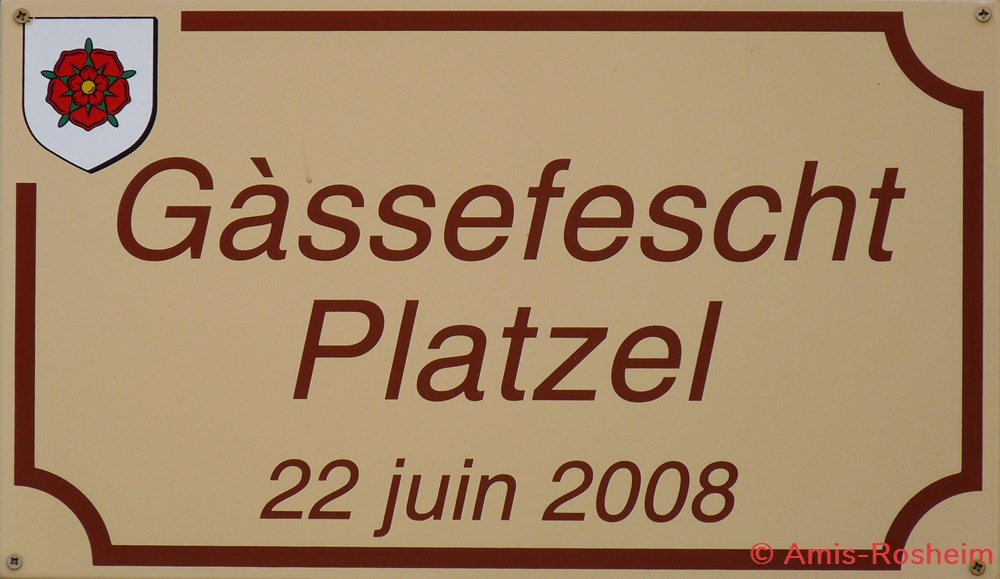 Gàssefescht
Platzel
22 juin 2008
© Amis-Rosheim